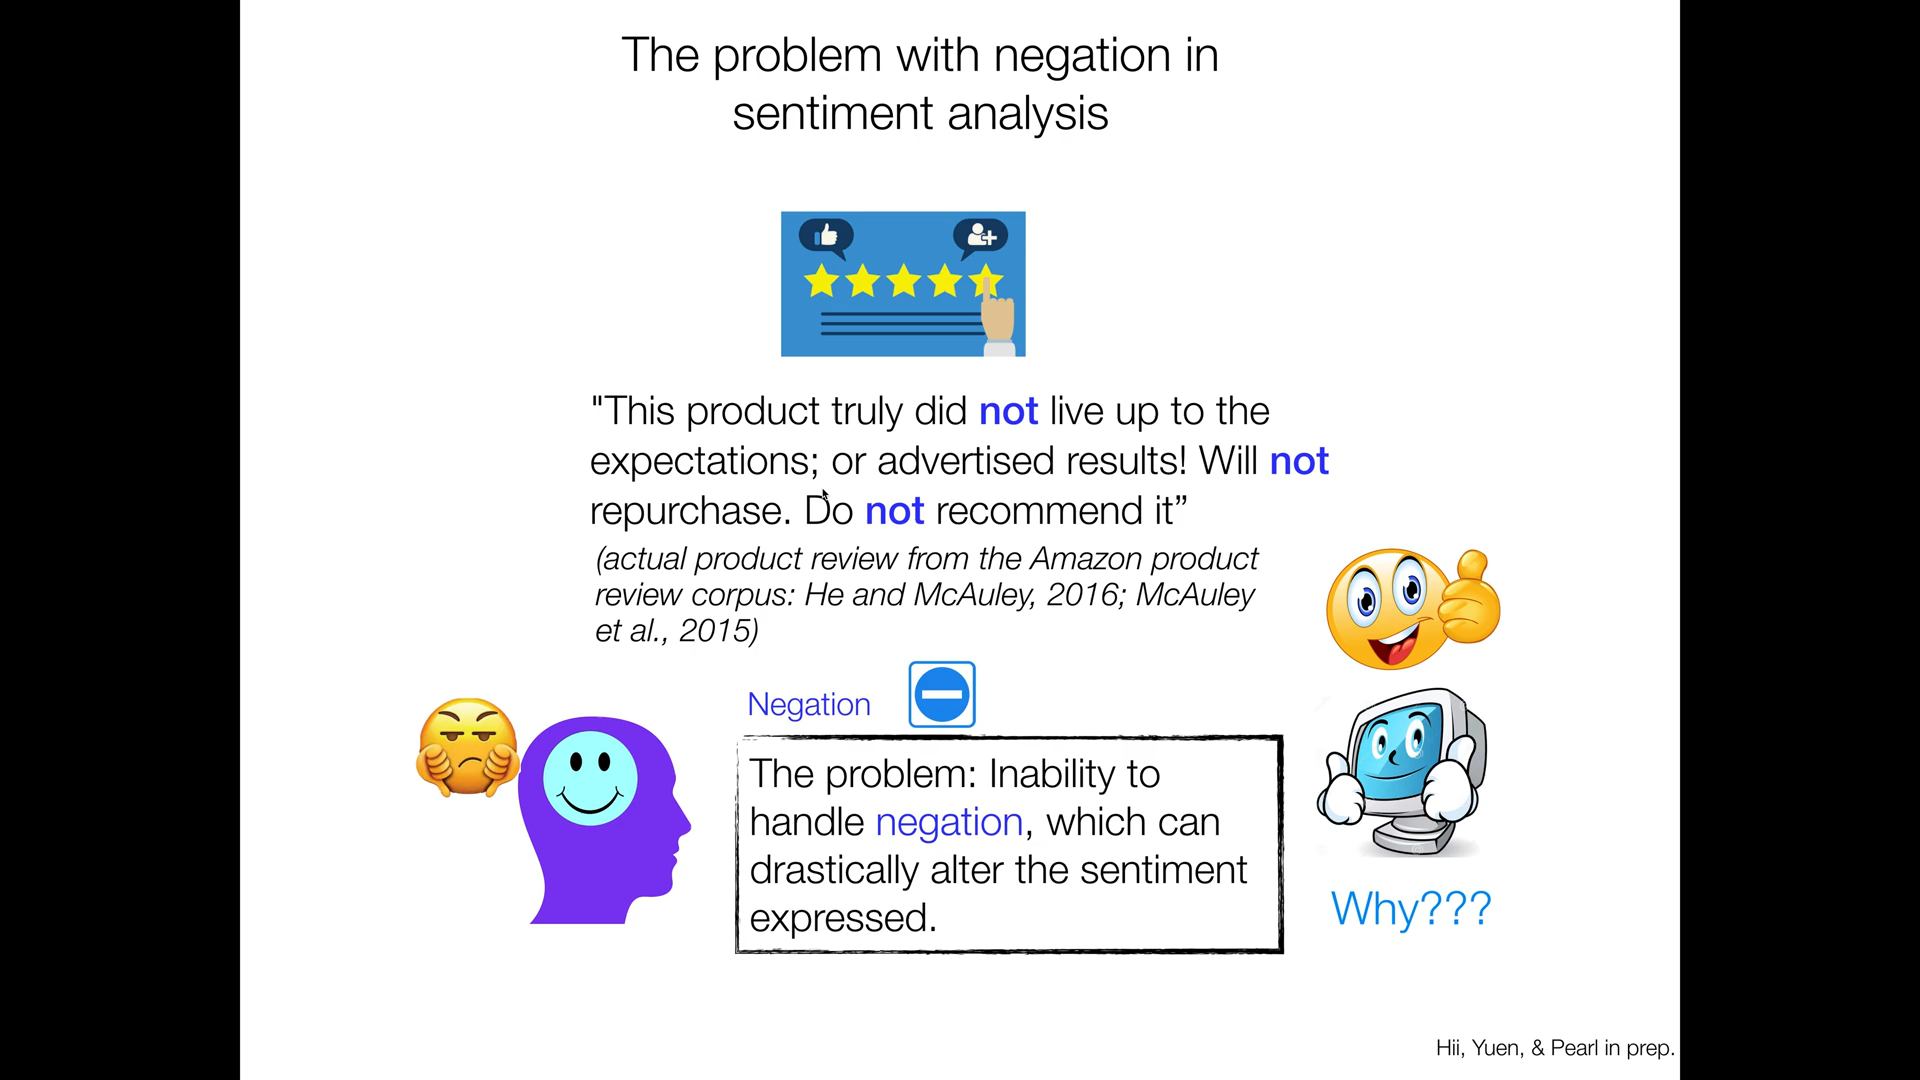 The problem with negation in
sentiment analysis
"This product truly did not live up to the
expectations; or advertised results! Will not
repurchase. Do not recommend it”
(actual product review from the Amazon product
review corpus: He and McAuley, 2016; McAuley
et al., 2015)
Negation
The problem: Inability to
handle negation, which can
drastically alter the sentiment
expressed.
Why???
Hii, Yuen, & Pearl in prep.